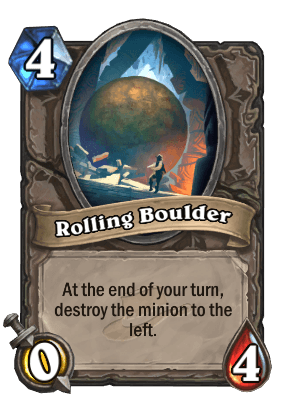 4
Rolling Boulder
At the end of your turn,
destroy the minion to the
left.
0
4